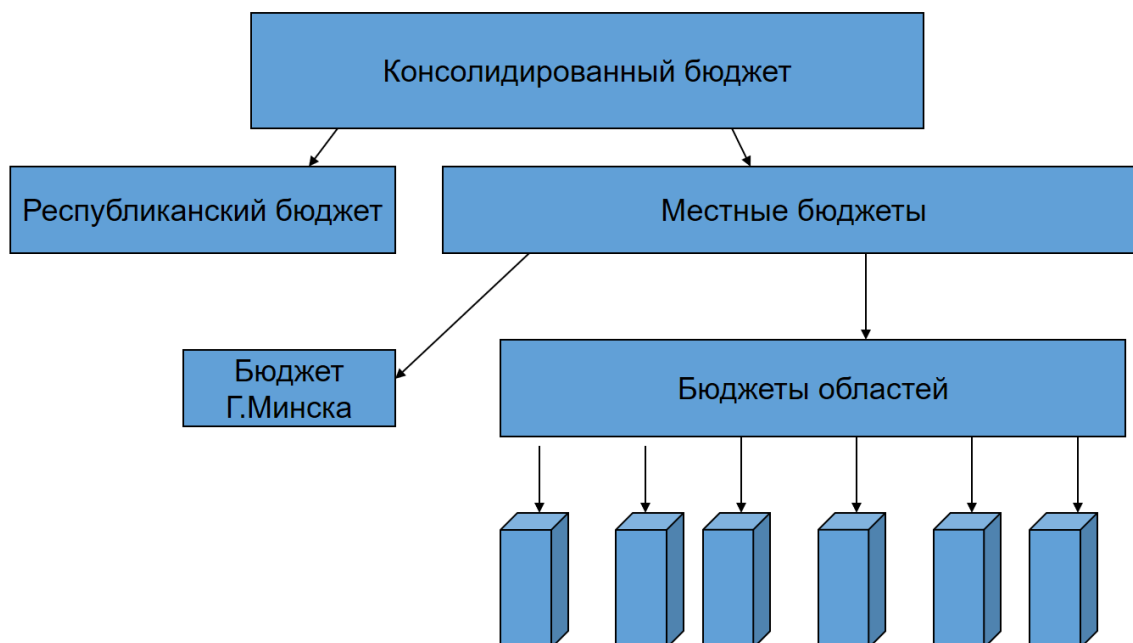 Консолидированный бюджет
Республиканский бюджет
Местные бюджеты
Бюджет
Г.Минска
Бюджеты областей